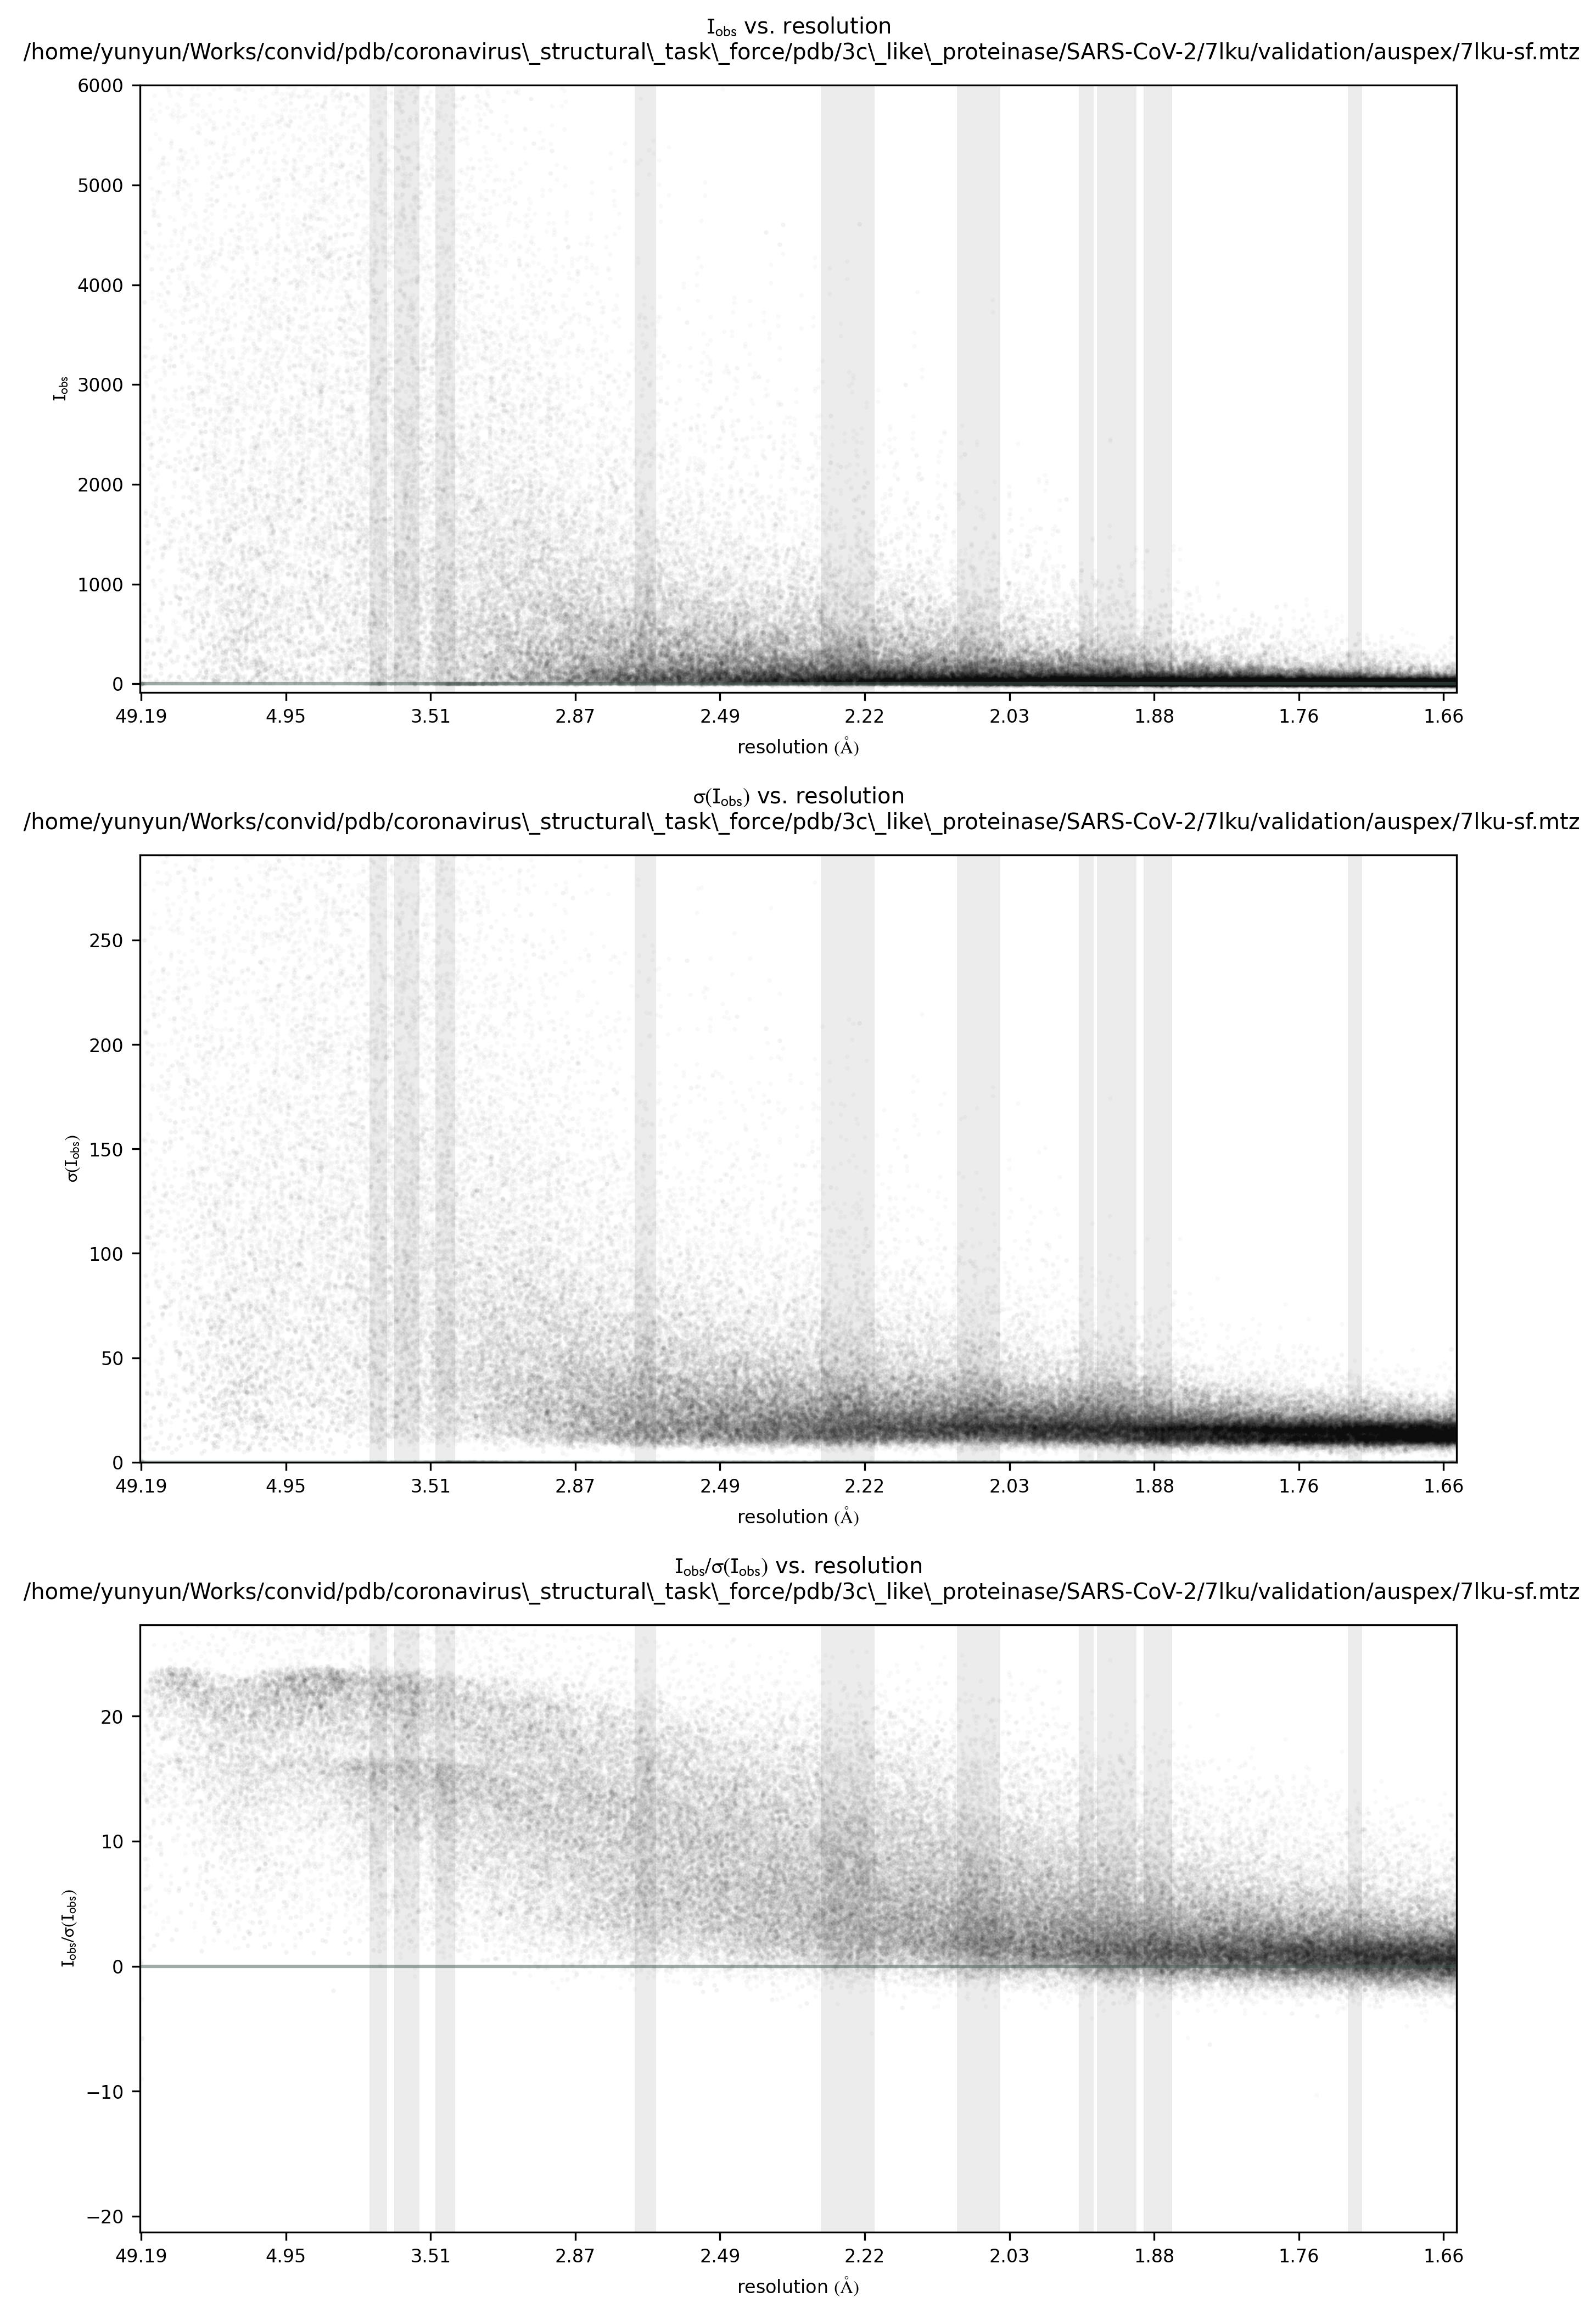 I_obs vs. resolution
/home/yunyun/Works/convid/pdb/coronavirus\_structural\_task\_force/pdb/3c\_like\_proteinase/SARS-CoV-2/7lku/validation/auspex/7lku-sf.mtz
6000
5000
4000
3000
2000
1000
0
I_obs
49.19 4.95 3.51 2.87 2.49 2.22 2.03 1.88 1.76 1.66
resolution (Å)
σ(I_obs) vs. resolution
/home/yunyun/Works/convid/pdb/coronavirus\_structural\_task\_force/pdb/3c\_like\_proteinase/SARS-CoV-2/7lku/validation/auspex/7lku-sf.mtz
250
200
150
100
50
0
σ(I_obs)
49.19 4.95 3.51 2.87 2.49 2.22 2.03 1.88 1.76 1.66
resolution (Å)
I_obs/σ(I_obs) vs. resolution
/home/yunyun/Works/convid/pdb/coronavirus\_structural\_task\_force/pdb/3c\_like\_proteinase/SARS-CoV-2/7lku/validation/auspex/7lku-sf.mtz
20
10
0
−10
−20
I_obs/σ(I_obs)
49.19 4.95 3.51 2.87 2.49 2.22 2.03 1.88 1.76 1.66
resolution (Å)